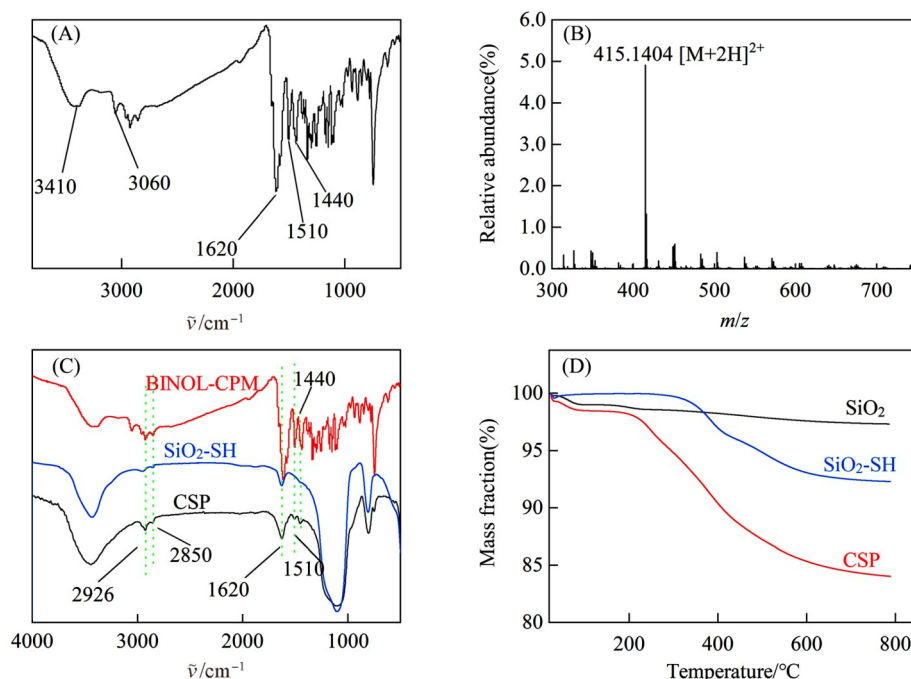 (A)
3410
3060
1620
1510
1440
3000
2000
1000
ṽ/cm⁻¹
(B)
415.1404 [M+2H]²⁺
Relative abundance(%)
6.0
5.0
4.0
3.0
2.0
1.0
0
300
400
500
600
700
m/z
(C)
BINOL-CPM
1440
SiO₂-SH
CSP
2926
2850
1620
1510
4000
3000
2000
1000
ṽ/cm⁻¹
(D)
Mass fraction(%)
100
95
90
85
80
SiO₂
SiO₂-SH
CSP
200
400
600
800
Temperature/°C